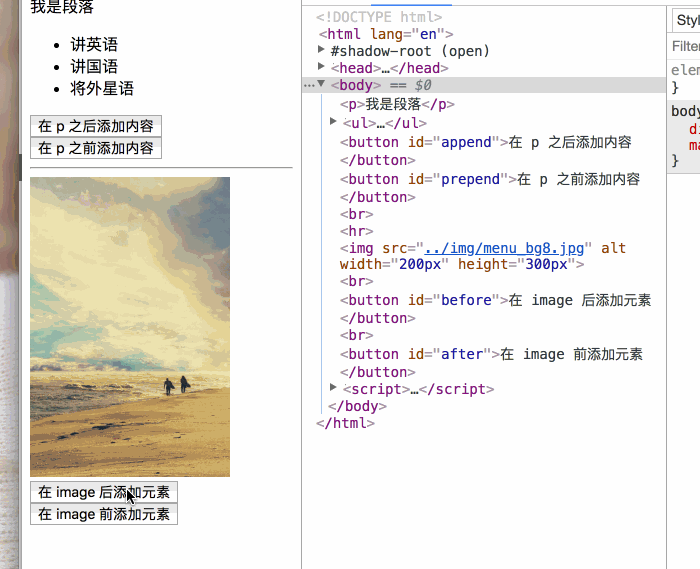 我是段落
讲英语
讲国语
将外星语
在 p 之后添加内容
在 p 之前添加内容
在 image 后添加元素
在 image 前添加元素
<!DOCTYPE html>
<html lang="en">
#shadow-root (open)
<head>…</head>
<body> == $0
<p>我是段落</p>
<ul>…</ul>
<button id="append">在 p 之后添加内容
</button>
<button id="prepend">在 p 之前添加内容
</button>
<br>
<hr>
<img src="../img/menu_bg8.jpg" alt
width="200px" height="300px">
<br>
<button id="before">在 image 后添加元素
</button>
<br>
<button id="after">在 image 前添加元素
</button>
<script>…</script>
</body>
</html>
Styl
Filter
elem
}
body
di
ma
}